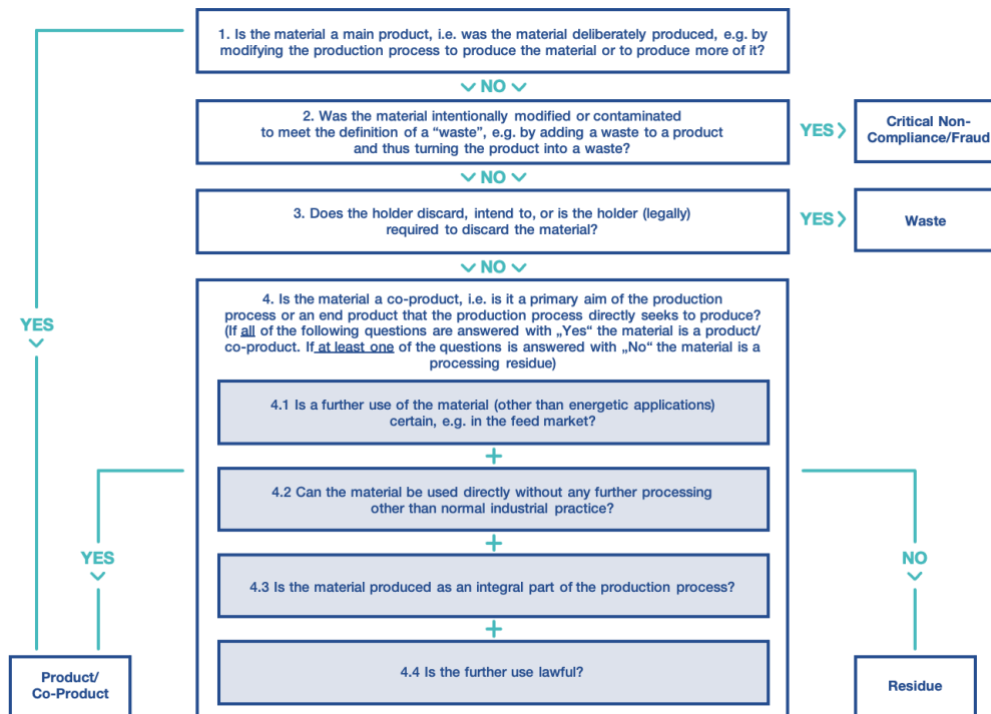 1. Is the material a main product, i.e. was the material deliberately produced, e.g. by
modifying the production process to produce the material or to produce more of it?
NO
2. Was the material intentionally modified or contaminated
to meet the definition of a “waste”, e.g. by adding a waste to a product
and thus turning the product into a waste?
YES
Critical Non-
Compliance/Fraud
NO
3. Does the holder discard, intend to, or is the holder (legally)
required to discard the material?
YES
Waste
NO
4. Is the material a co-product, i.e. is it a primary aim of the production
process or an end product that the production process directly seeks to produce?
(If all of the following questions are answered with „Yes“ the material is a product/
co-product. If at least one of the questions is answered with „No“ the material is a
processing residue)
YES
4.1 Is a further use of the material (other than energetic applications)
certain, e.g. in the feed market?
+
4.2 Can the material be used directly without any further processing
other than normal industrial practice?
+
YES
NO
4.3 Is the material produced as an integral part of the production process?
+
4.4 Is the further use lawful?
Product/
Co-Product
Residue